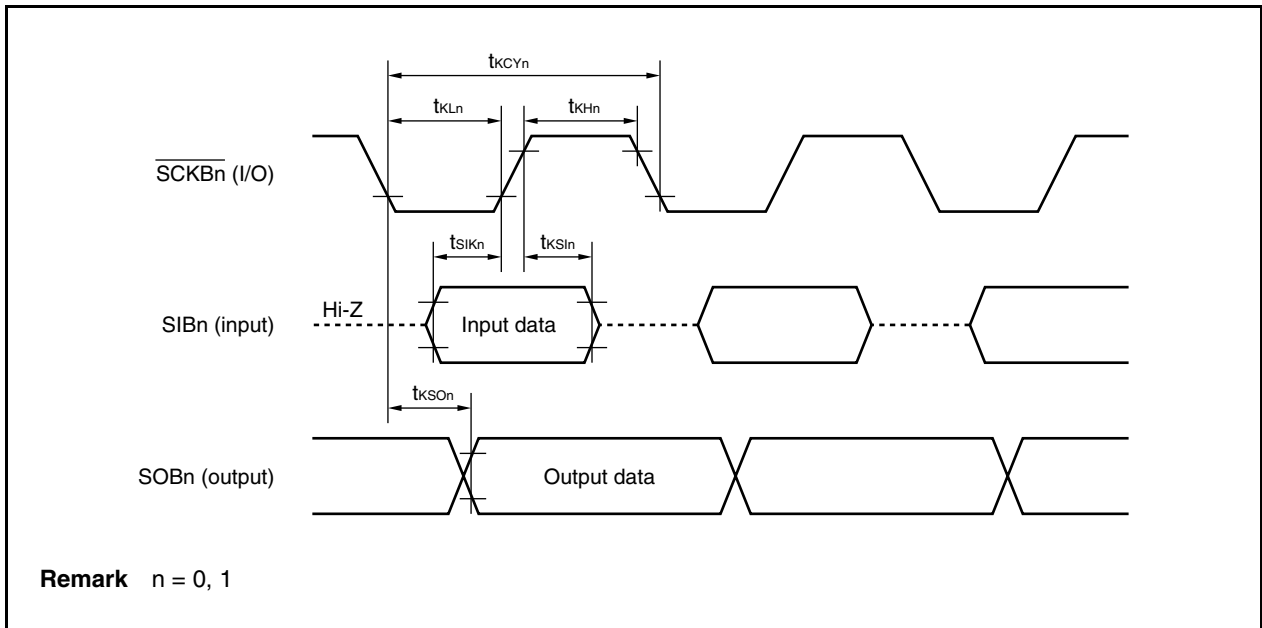 tKCYn
tKLn
tKHn
SCKBn (I/O)
tSIKn
tKSIn
Hi-Z
SIBn (input)
Input data
tKSOn
SOBn (output)
Output data
Remark n = 0, 1